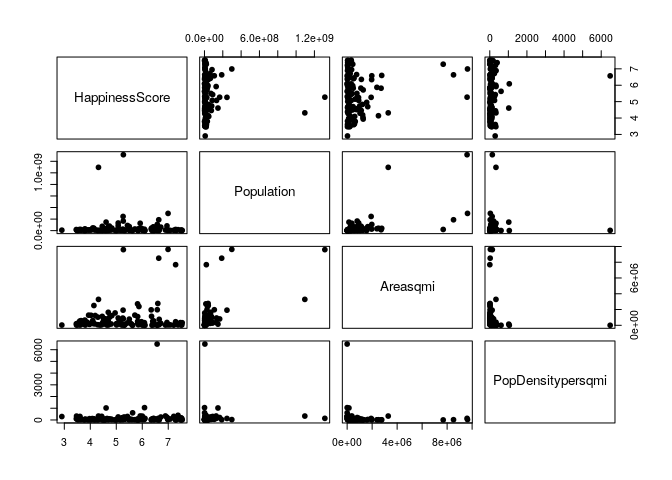 0.0e+00 6.0e+08 1.2e+09
0 2000 6500
HappinessScore
3 4 5 6 7
0.0e+00 1.0e+09
Population
Areasqmi
0e+00 6e+06
0 3000 6000
PopDensitypersqmi
3 4 5 6 7
0e+00 4e+06 8e+06